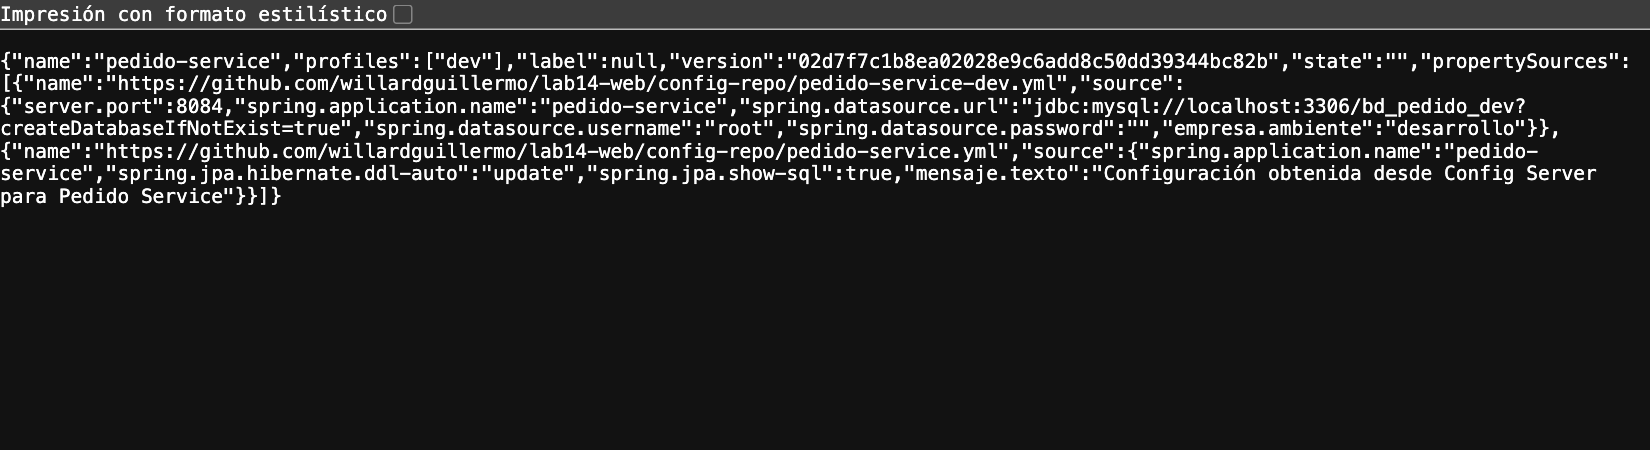 Impresión con formato estilístico
{"name":"pedido-service","profiles":["dev"],"label":null,"version":"02d7f7c1b8ea02028e9c6add8c50dd39344bc82b","state":"","propertySources":
[{"name":"https://github.com/willardguillermo/lab14-web/config-repo/pedido-service-dev.yml","source":
{"server.port":8084,"spring.application.name":"pedido-service","spring.datasource.url":"jdbc:mysql://localhost:3306/bd_pedido_dev?
createDatabaseIfNotExist=true","spring.datasource.username":"root","spring.datasource.password":"","empresa.ambiente":"desarrollo"}},
{"name":"https://github.com/willardguillermo/lab14-web/config-repo/pedido-service.yml","source":{"spring.application.name":"pedido-
service","spring.jpa.hibernate.ddl-auto":"update","spring.jpa.show-sql":true,"mensaje.texto":"Configuración obtenida desde Config Server
para Pedido Service"}}]}